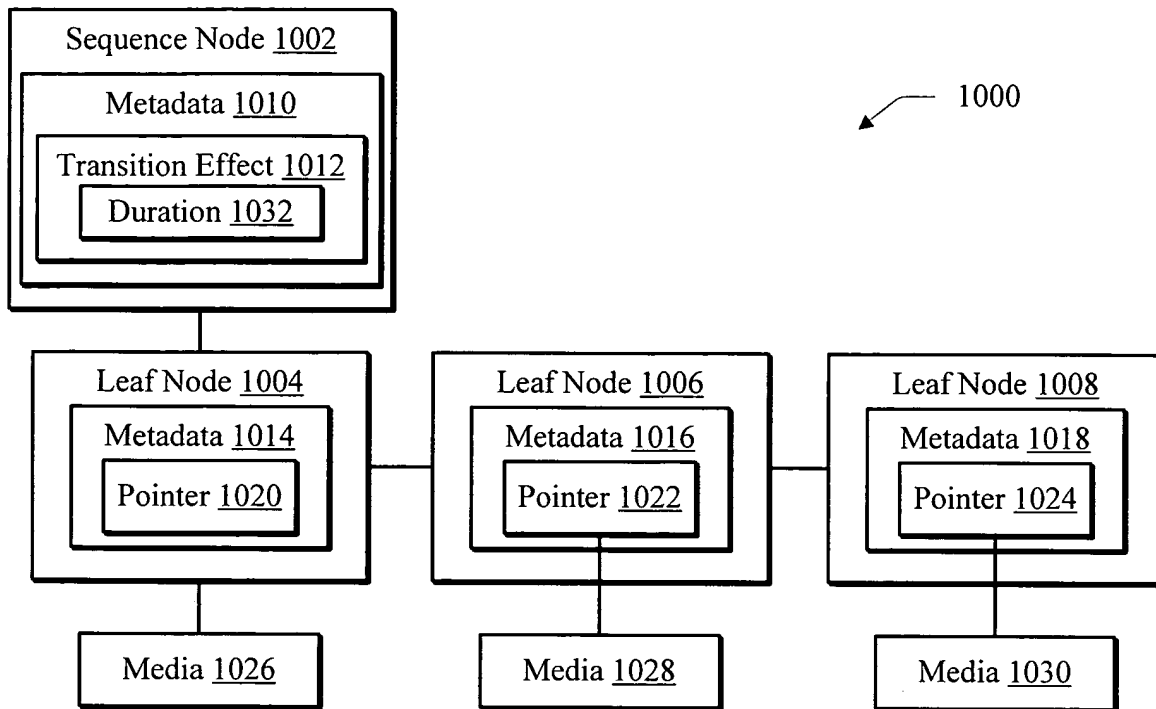 Sequence Node 1002
Metadata 1010
Transition Effect 1012
Duration 1032
1000
Leaf Node 1004
Metadata 1014
Pointer 1020
Leaf Node 1006
Metadata 1016
Pointer 1022
Leaf Node 1008
Metadata 1018
Pointer 1024
Media 1026
Media 1028
Media 1030